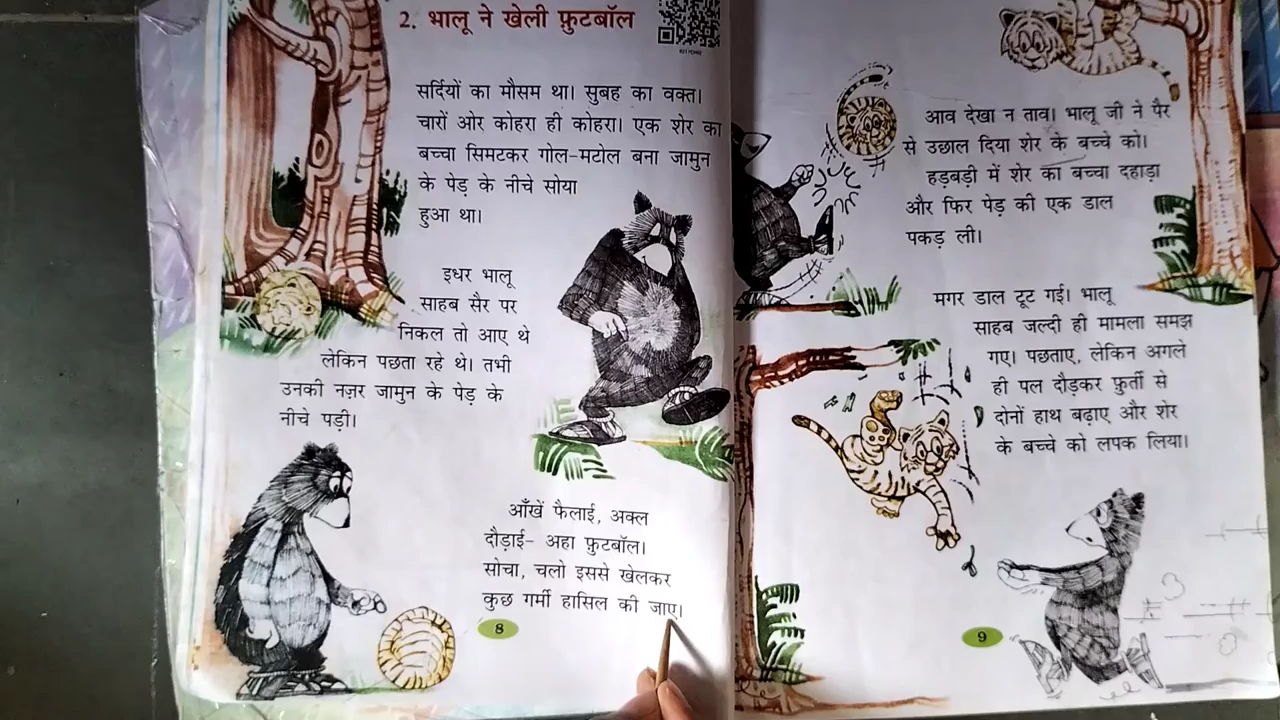 2. भालू ने खेली फ़ुटबॉल
सर्दियों का मौसम था। सुबह का वक्त।
चारों ओर कोहरा ही कोहरा। एक शेर का
बच्चा सिमटकर गोल-मटोल बना जामुन
के पेड़ के नीचे सोया
हुआ था।
इधर भालू
साहब सैर पर
निकल तो आए थे
लेकिन पछता रहे थे। तभी
उनकी नज़र जामुन के पेड़ के
नीचे पड़ी।
आँखें फैलाई, अक्ल
दौड़ाई- अहा फ़ुटबॉल।
सोचा, चलो इससे खेलकर
कुछ गर्मी हासिल की जाए।
8
आव देखा न ताव। भालू जी ने पैर
से उछाल दिया शेर के बच्चे को।
हड़बड़ी में शेर का बच्चा दहाड़ा
और फिर पेड़ की एक डाल
पकड़ ली।
मगर डाल टूट गई। भालू
साहब जल्दी ही मामला समझ
गए। पछताए, लेकिन अगले
ही पल दौड़कर फ़ुर्ती से
दोनों हाथ बढ़ाए और शेर
के बच्चे को लपक लिया।
9